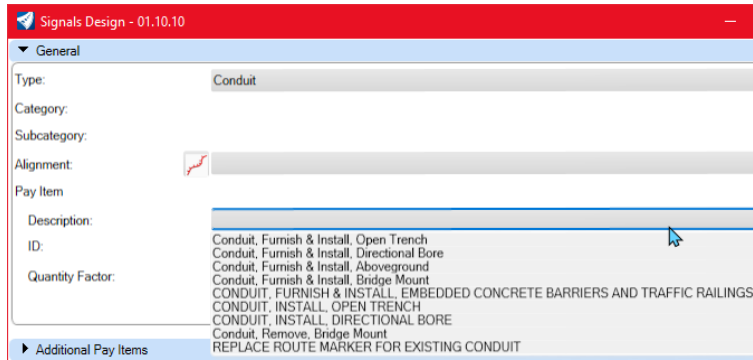 Signals Design - 01.10.10
General
Type: Conduit
Category:
Subcategory:
Alignment:
Pay Item
Description:
Conduit, Furnish & Install, Open Trench
ID: Conduit, Furnish & Install, Directional Bore
Conduit, Furnish & Install, Aboveground
Quantity Factor: Conduit, Furnish & Install, Bridge Mount
CONDUIT, FURNISH & INSTALL, EMBEDDED CONCRETE BARRIERS AND TRAFFIC RAILINGS
CONDUIT, INSTALL, OPEN TRENCH
CONDUIT, INSTALL, DIRECTIONAL BORE
Conduit, Remove, Bridge Mount
Additional Pay Items REPLACE ROUTE MARKER FOR EXISTING CONDUIT